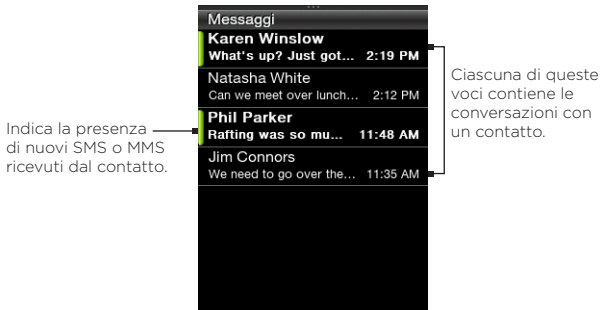 Messaggi
Karen Winslow
What's up? Just got... 2:19 PM
Natasha White
Can we meet over lunch... 2:12 PM
Phil Parker
Rafting was so mu... 11:48 AM
Jim Connors
We need to go over the... 11:35 AM
Indica la presenza
di nuovi SMS o MMS
ricevuti dal contatto.
Ciascuna di queste
voci contiene le
conversazioni con
un contatto.